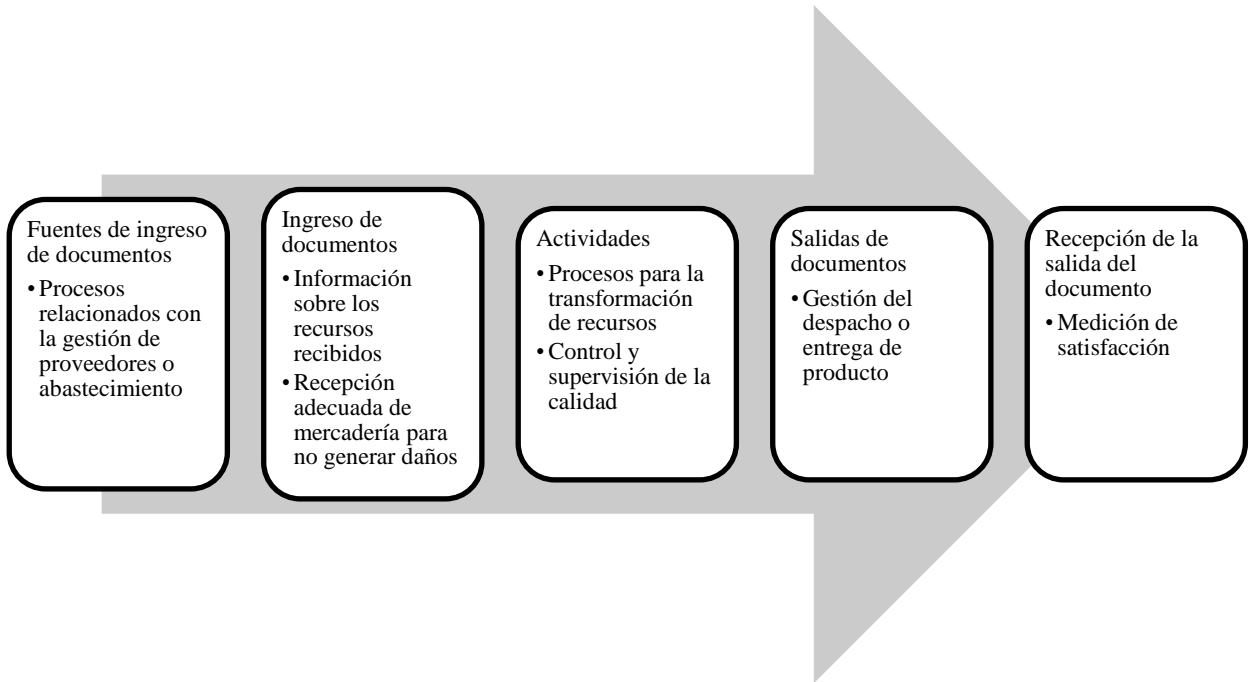 Fuentes de ingreso
de documentos
• Procesos
relacionados con
la gestión de
proveedores o
abastecimiento
Ingreso de
documentos
• Información
sobre los
recursos
recibidos
• Recepción
adecuada de
mercadería para
no generar daños
Actividades
• Procesos para la
transformación
de recursos
• Control y
supervisión de la
calidad
Salidas de
documentos
• Gestión del
despacho o
entrega de
producto
Recepción de la
salida del
documento
• Medición de
satisfacción